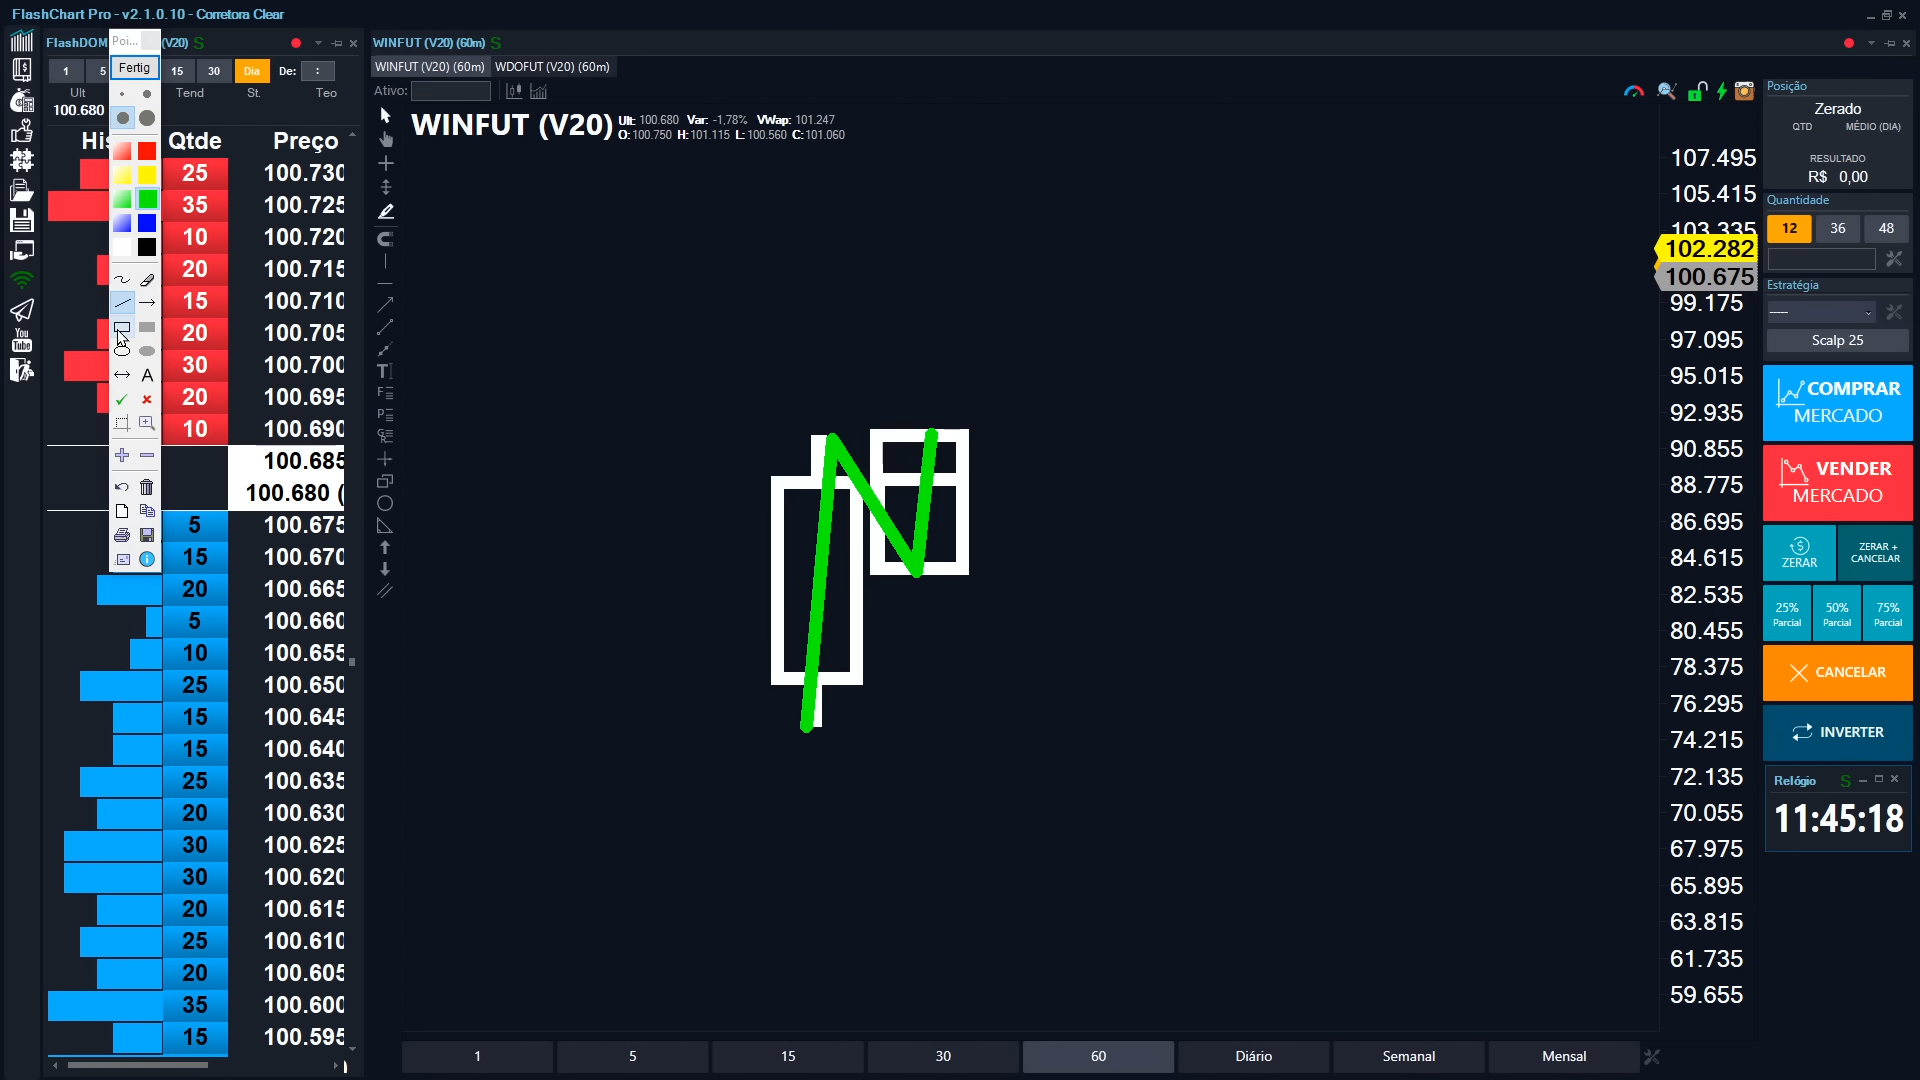 FlashChart Pro - v2.1.0.10 - Corretora Clear
FlashDOM
(V20) S
Poi...
Fertig
1 5 15 30 Dia De: :
Ult Tend St. Teo
100.680
Qtde Preço
25 100.730
35 100.725
10 100.720
20 100.715
15 100.710
20 100.705
30 100.700
20 100.695
10 100.690
100.685
100.680 (
5 100.675
15 100.670
20 100.665
5 100.660
10 100.655
25 100.650
15 100.645
15 100.640
25 100.635
20 100.630
30 100.625
30 100.620
20 100.615
25 100.610
20 100.605
35 100.600
15 100.595
You
Tube
A
WINFUT (V20) (60m) S
WINFUT (V20) (60m) WDOFUT (V20) (60m)
Ativo:
WINFUT (V20) Ult: 100.680 Var: -1,78% VWap: 101.247
O: 100.750 H: 101.115 L: 100.560 C: 101.060
107.495
105.415
103.335
102.282
100.675
99.175
97.095
95.015
92.935
90.855
88.775
86.695
84.615
82.535
80.455
78.375
76.295
74.215
72.135
70.055
67.975
65.895
63.815
61.735
59.655
1 5 15 30 60 Diário Semanal Mensal
Posição
Zerado
QTD MÉDIO (DIA)
RESULTADO
R$ 0,00
Quantidade
12 36 48
Estratégia
-----
Scalp 25
COMPRAR
MERCADO
VENDER
MERCADO
ZERAR
ZERAR +
CANCELAR
25% 50% 75%
Parcial Parcial Parcial
CANCELAR
INVERTER
Relógio S
11:45:18